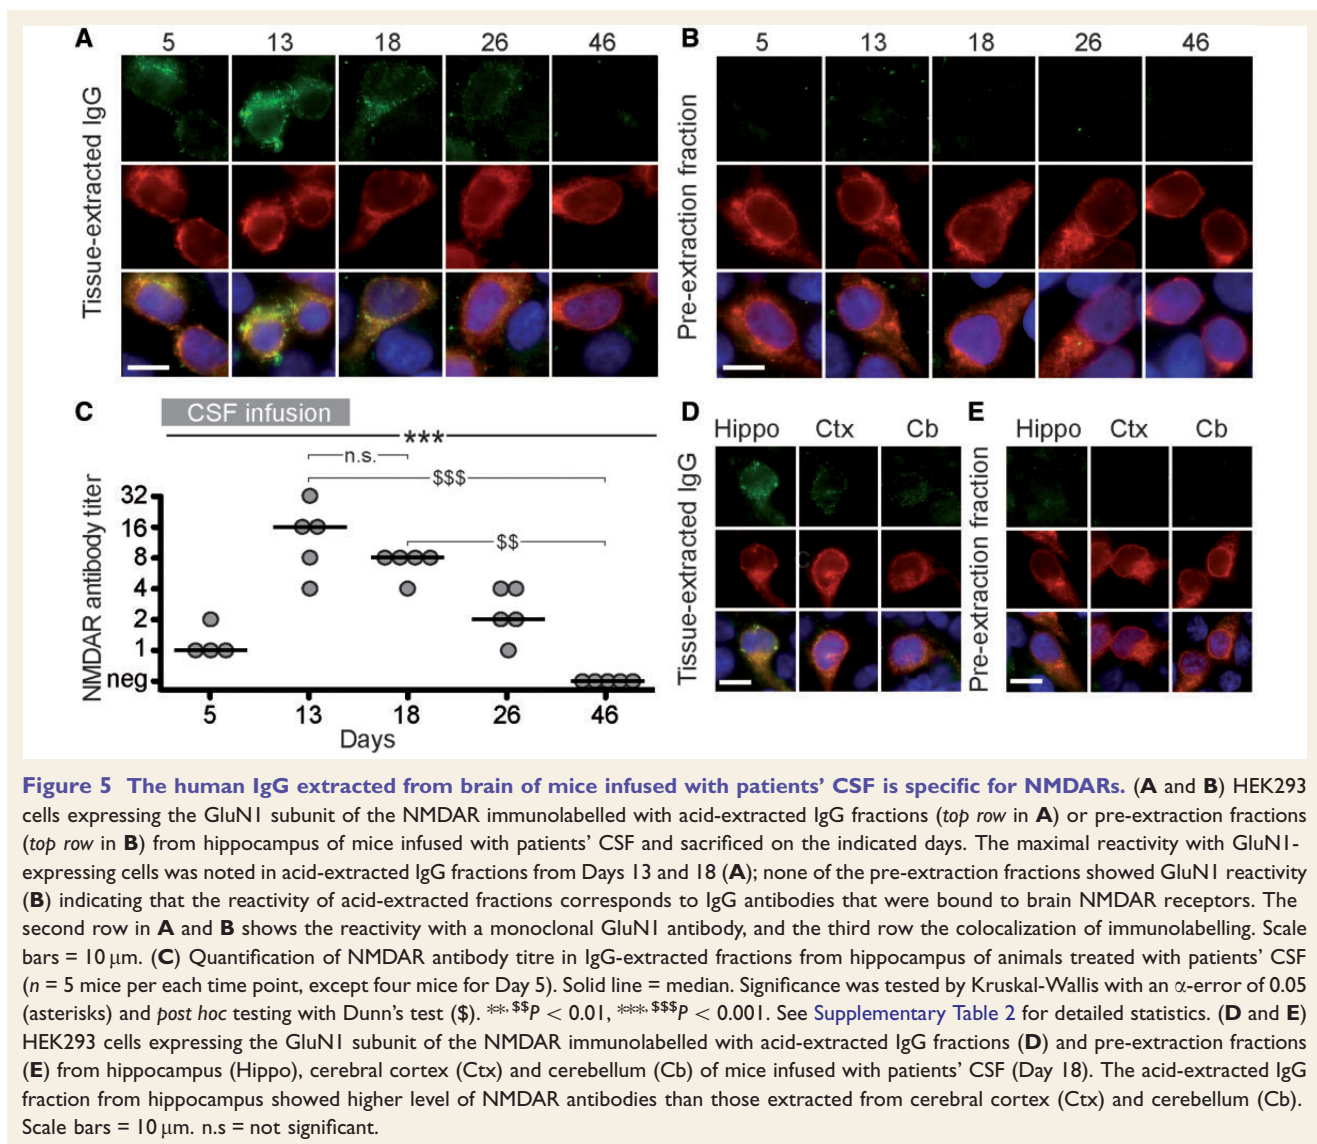 A
5 13 18 26 46
Tissue-extracted IgG
B
5 13 18 26 46
Pre-extraction fraction
C
CSF infusion
***
n.s.
$$$
$$
NMDAR antibody titer
32
16
8
4
2
1
neg
5 13 18 26 46
Days
D
Hippo Ctx Cb
Tissue-extracted IgG
E
Hippo Ctx Cb
Pre-extraction fraction
Figure 5 The human IgG extracted from brain of mice infused with patients' CSF is specific for NMDARs. (A and B) HEK293
cells expressing the GluN1 subunit of the NMDAR immunolabelled with acid-extracted IgG fractions (top row in A) or pre-extraction fractions
(top row in B) from hippocampus of mice infused with patients' CSF and sacrificed on the indicated days. The maximal reactivity with GluN1-
expressing cells was noted in acid-extracted IgG fractions from Days 13 and 18 (A); none of the pre-extraction fractions showed GluN1 reactivity
(B) indicating that the reactivity of acid-extracted fractions corresponds to IgG antibodies that were bound to brain NMDAR receptors. The
second row in A and B shows the reactivity with a monoclonal GluN1 antibody, and the third row the colocalization of immunolabelling. Scale
bars = 10 μm. (C) Quantification of NMDAR antibody titre in IgG-extracted fractions from hippocampus of animals treated with patients' CSF
(n = 5 mice per each time point, except four mice for Day 5). Solid line = median. Significance was tested by Kruskal-Wallis with an α-error of 0.05
(asterisks) and post hoc testing with Dunn's test ($). **,$$P < 0.01, ***,$$$P < 0.001. See Supplementary Table 2 for detailed statistics. (D and E)
HEK293 cells expressing the GluN1 subunit of the NMDAR immunolabelled with acid-extracted IgG fractions (D) and pre-extraction fractions
(E) from hippocampus (Hippo), cerebral cortex (Ctx) and cerebellum (Cb) of mice infused with patients' CSF (Day 18). The acid-extracted IgG
fraction from hippocampus showed higher level of NMDAR antibodies than those extracted from cerebral cortex (Ctx) and cerebellum (Cb).
Scale bars = 10 μm. n.s = not significant.